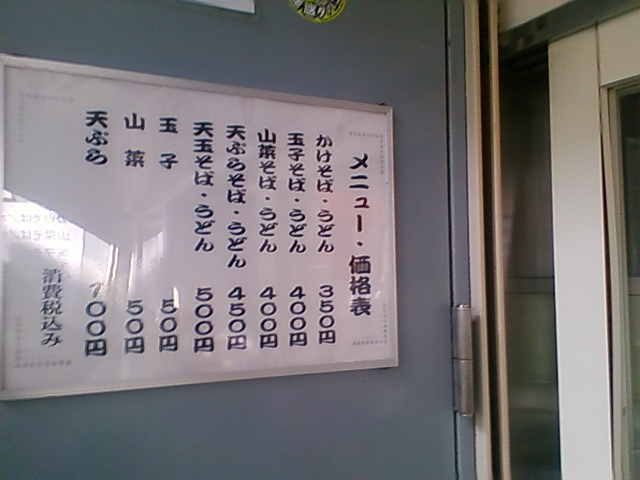 メニュー・価格表
かけそば・うどん 350円
玉子そば・うどん 400円
山菜そば・うどん 400円
天ぷらそば・うどん 450円
天玉そば・うどん 500円
玉子 50円
山菜 50円
天ぷら 100円
消費税込み